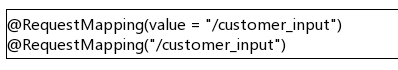 @RequestMapping(value = "/customer_input")
@RequestMapping("/customer_input")